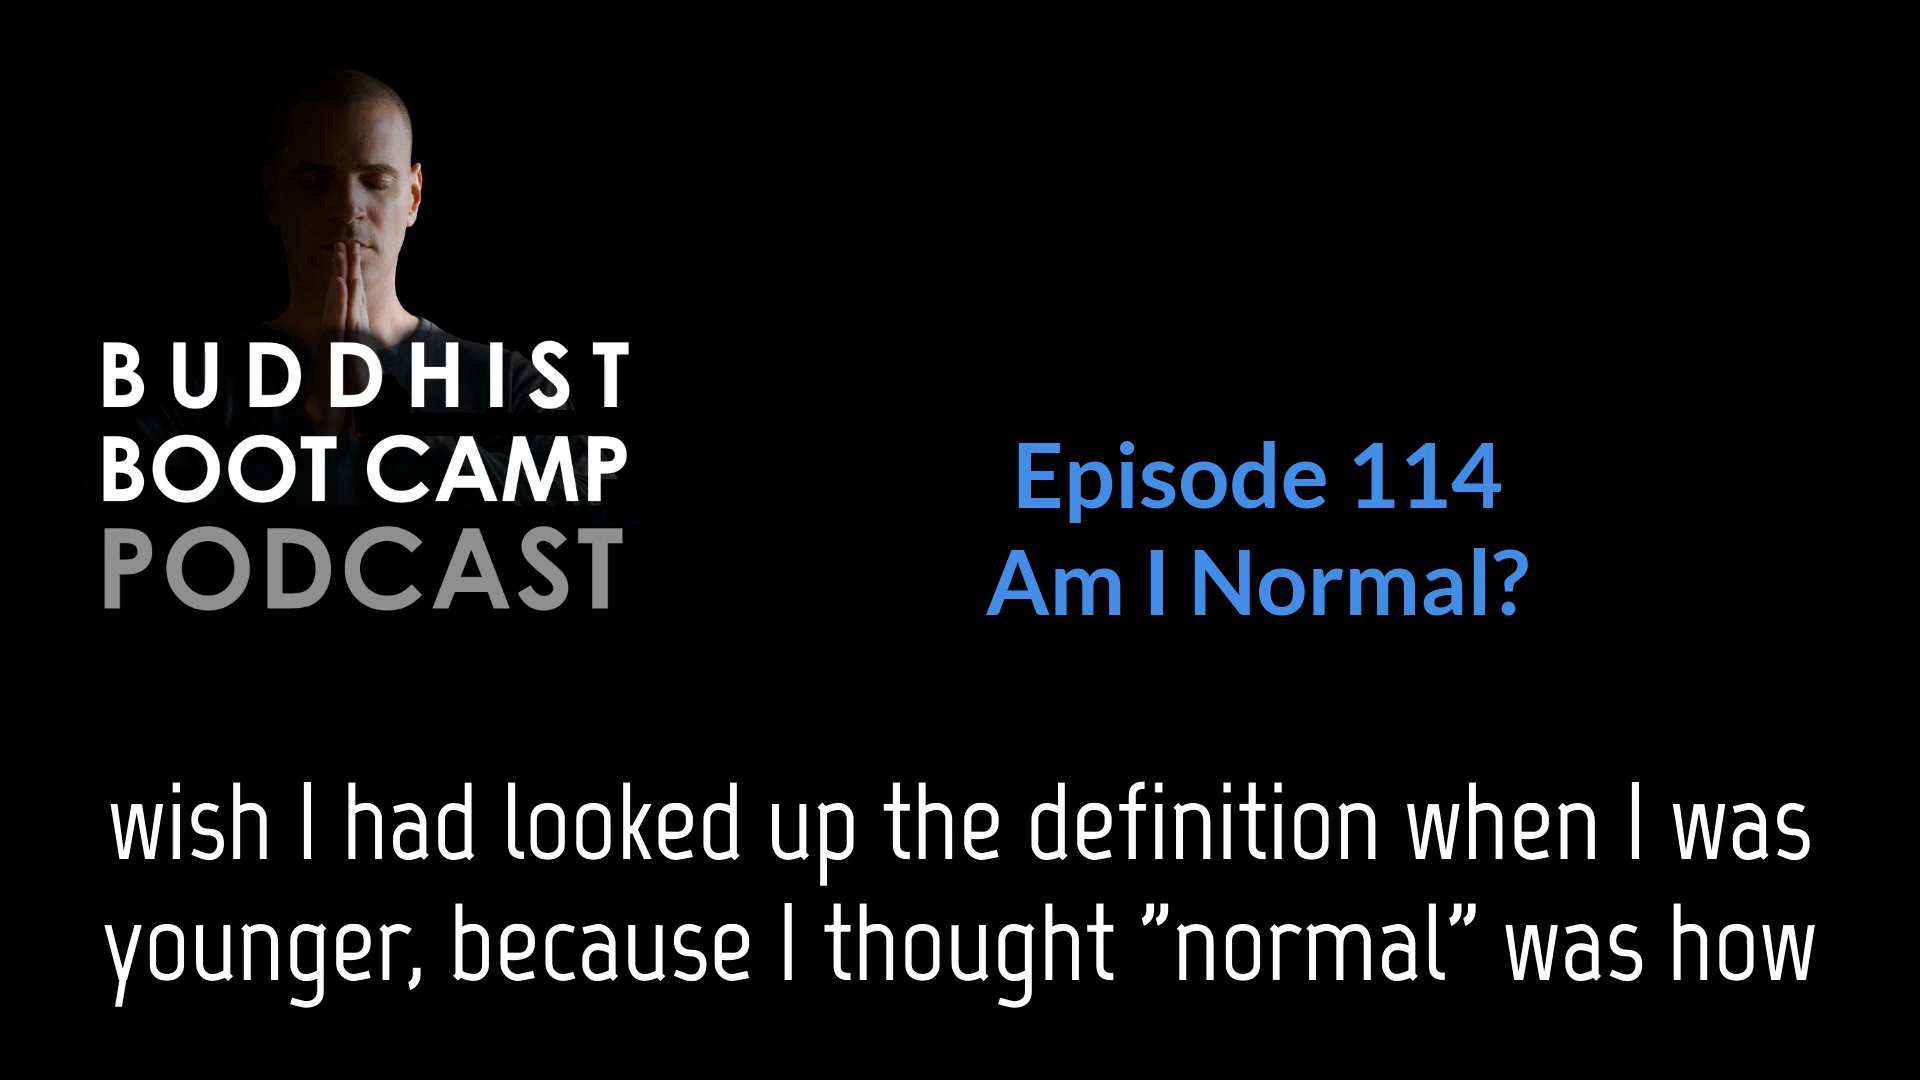 BUDDHIST
BOOT CAMP
PODCAST
Episode 114
Am I Normal?
wish I had looked up the definition when I was
younger, because I thought ”normal” was how